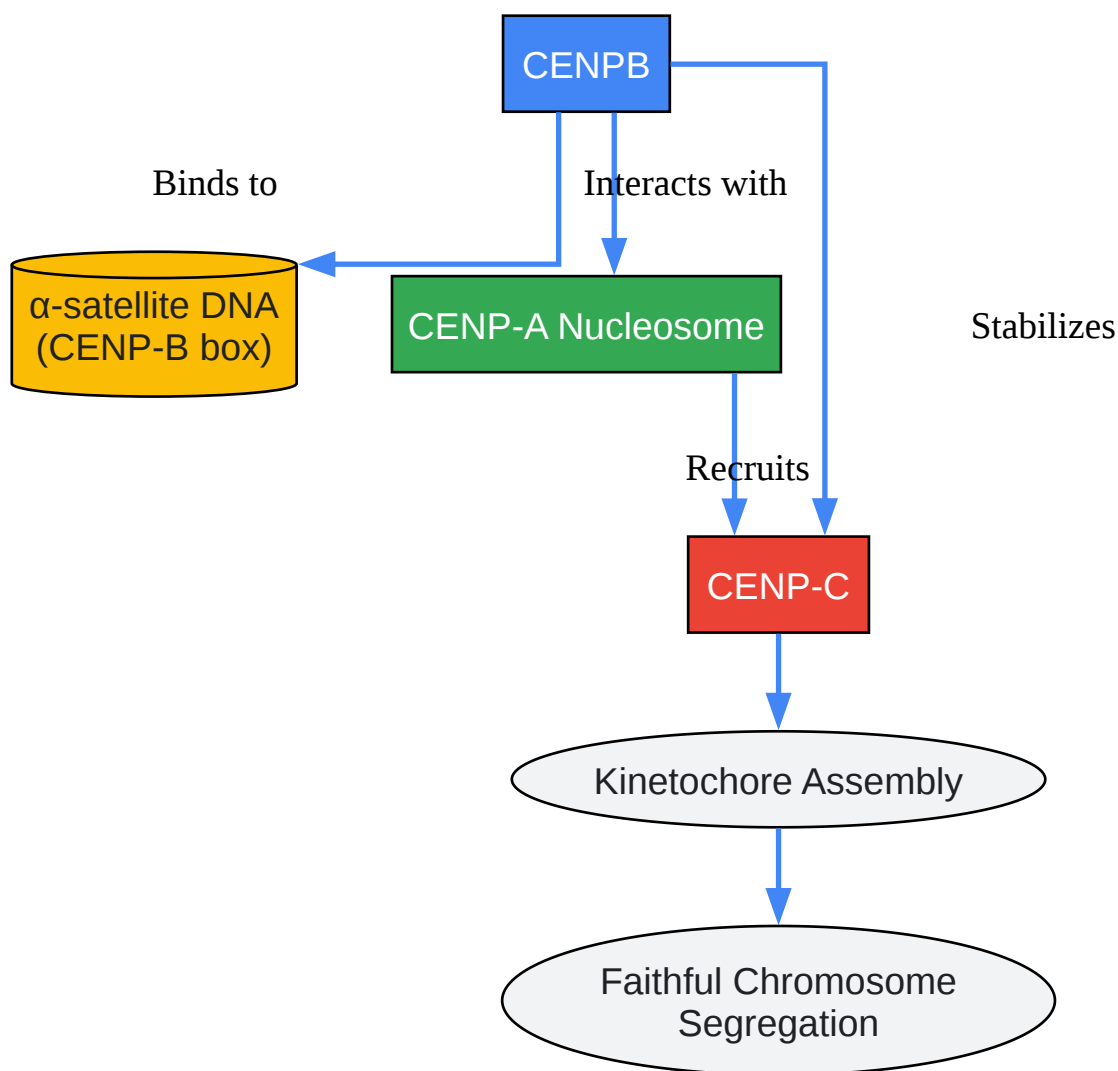 CENPB
Binds to
Interacts with
α-satellite DNA
(CENP-B box)
CENP-A Nucleosome
Stabilizes
Recruits
CENP-C
Kinetochore Assembly
Faithful Chromosome
Segregation